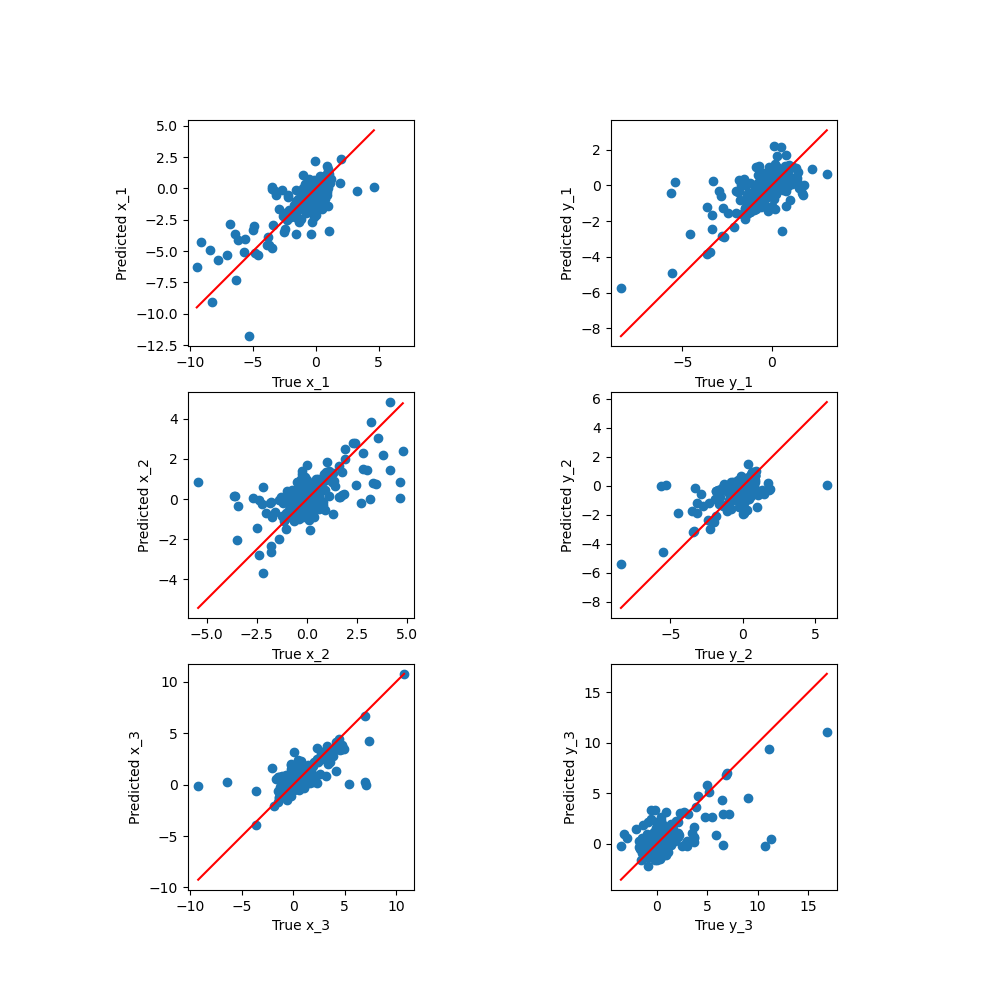 5.0
2.5
0.0
−2.5
−5.0
−7.5
−10.0
−12.5
Predicted x_1
−10 −5 0 5
True x_1
2
0
−2
−4
−6
−8
Predicted y_1
−5 0
True y_1
4
2
0
−2
−4
Predicted x_2
−5.0 −2.5 0.0 2.5 5.0
True x_2
6
4
2
0
−2
−4
−6
−8
Predicted y_2
−5 0 5
True y_2
10
5
0
−5
−10
Predicted x_3
−10 −5 0 5 10
True x_3
15
10
5
0
Predicted y_3
0 5 10 15
True y_3